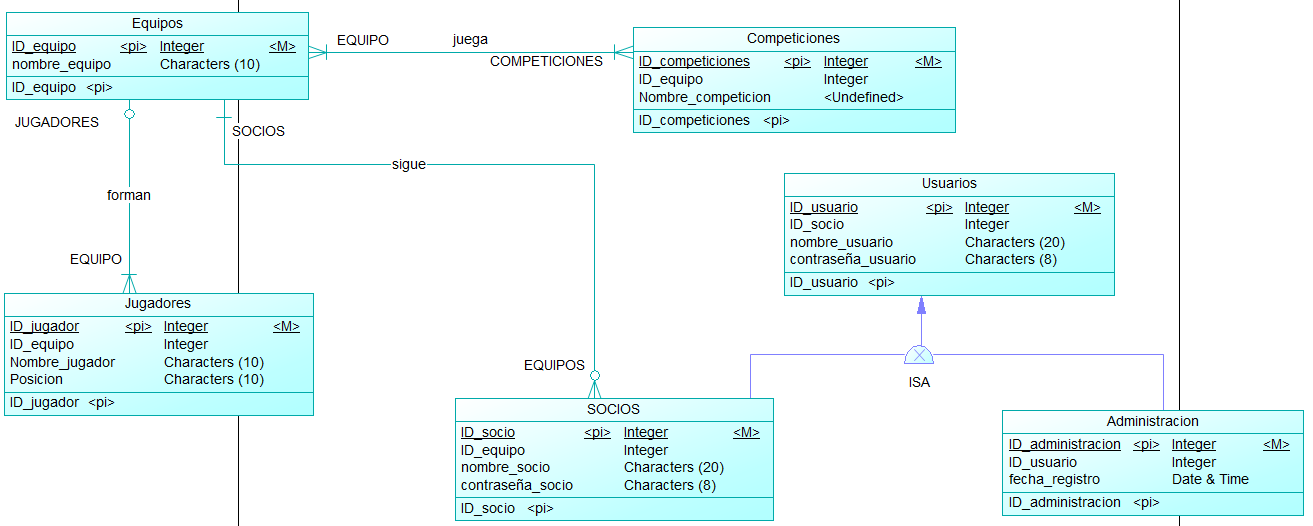 Equipos
ID_equipo <pi> Integer <M>
nombre_equipo Characters (10)
ID_equipo <pi>
EQUIPO
juega
COMPETICIONES
Competiciones
ID_competiciones <pi> Integer <M>
ID_equipo Integer
Nombre_competicion <Undefined>
ID_competiciones <pi>
JUGADORES
SOCIOS
sigue
forman
EQUIPO
Usuarios
ID_usuario <pi> Integer <M>
ID_socio Integer
nombre_usuario Characters (20)
contraseña_usuario Characters (8)
ID_usuario <pi>
Jugadores
ID_jugador <pi> Integer <M>
ID_equipo Integer
Nombre_jugador Characters (10)
Posicion Characters (10)
ID_jugador <pi>
EQUIPOS
ISA
SOCIOS
ID_socio <pi> Integer <M>
ID_equipo Integer
nombre_socio Characters (20)
contraseña_socio Characters (8)
ID_socio <pi>
Administracion
ID_administracion <pi> Integer <M>
ID_usuario Integer
fecha_registro Date & Time
ID_administracion <pi>